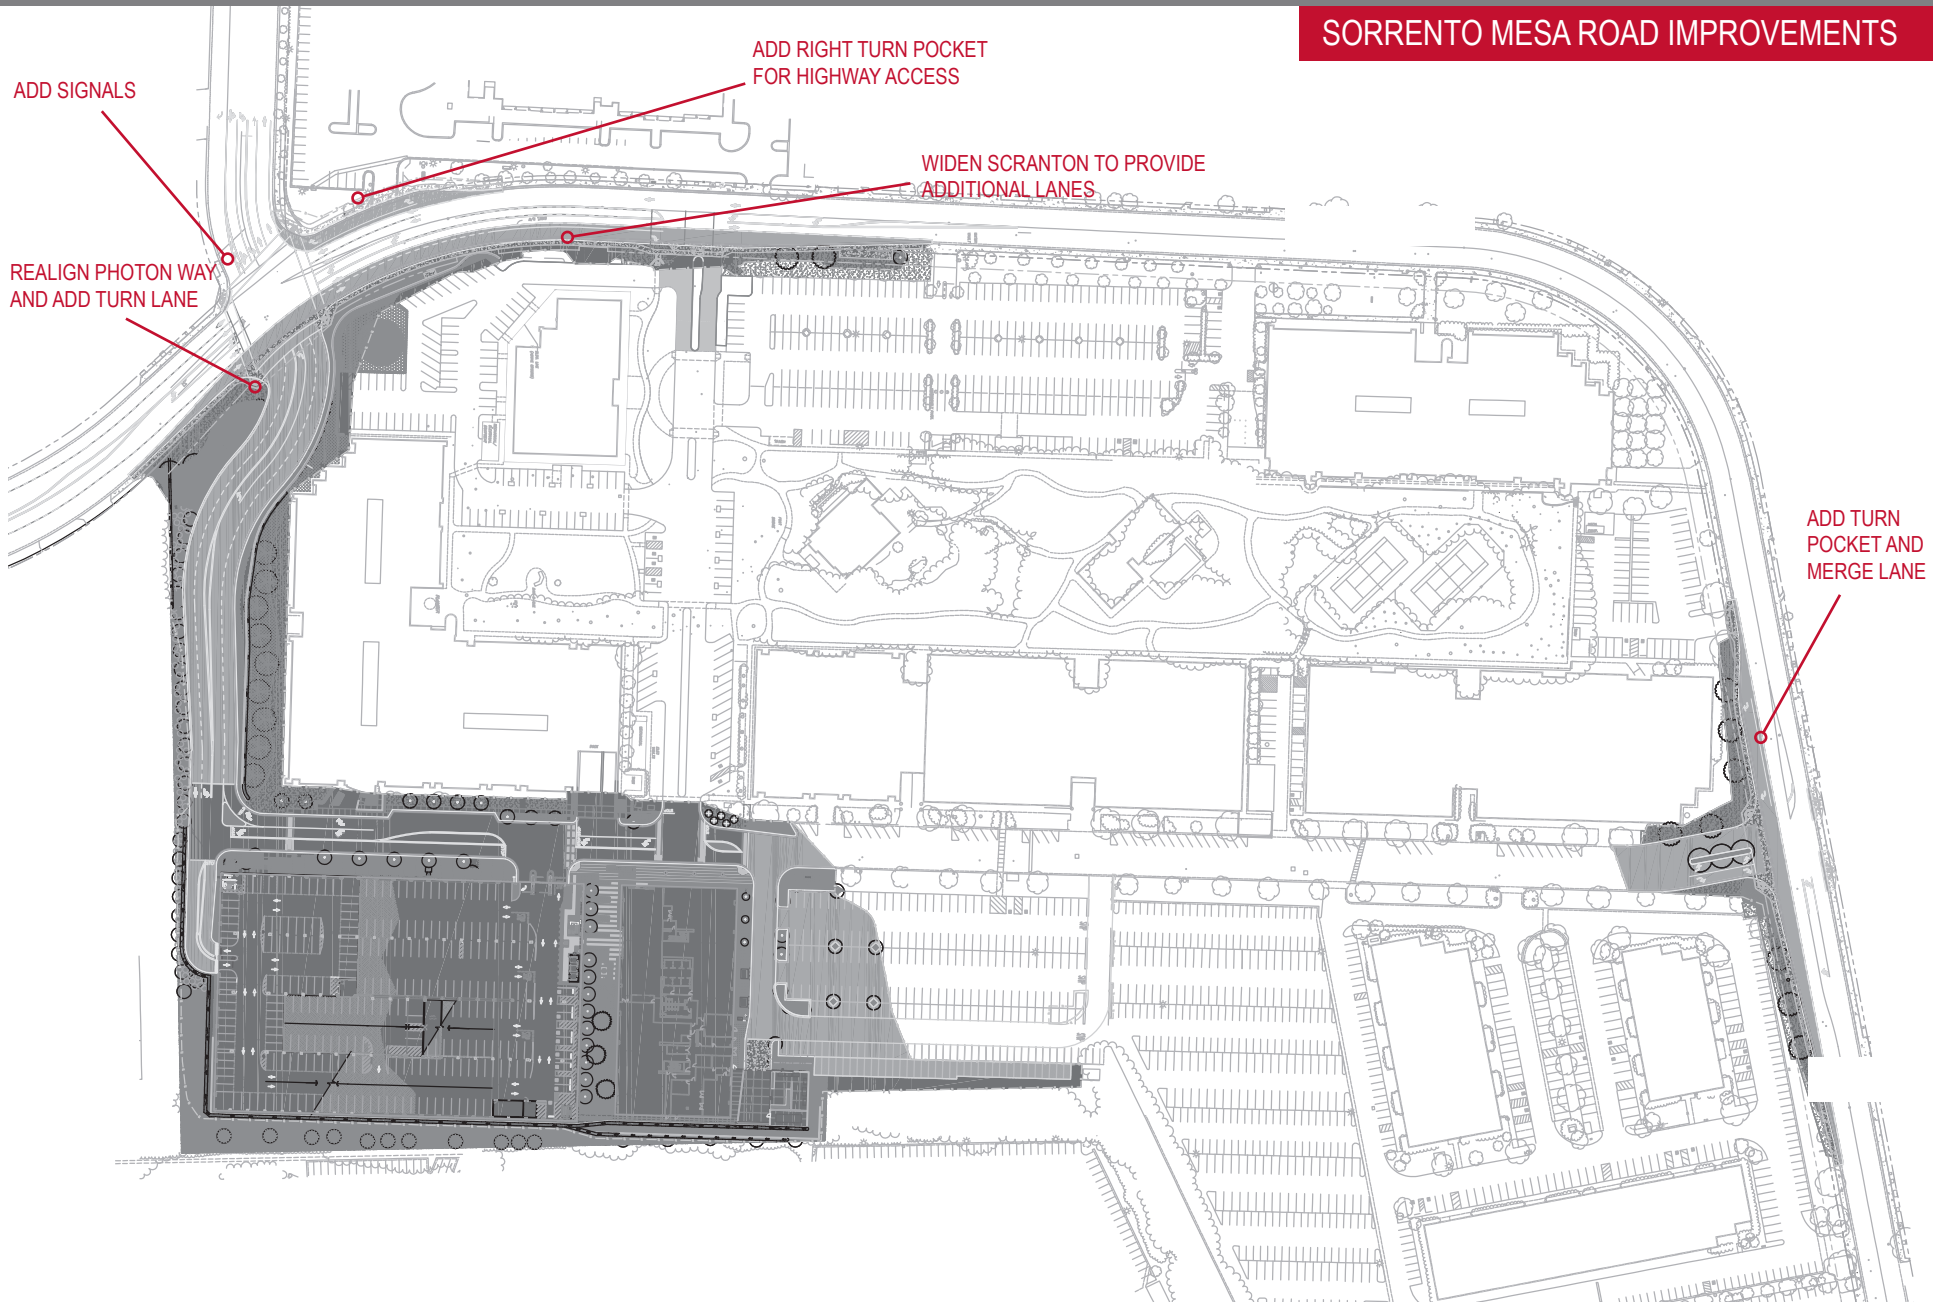 SORRENTO MESA ROAD IMPROVEMENTS
ADD RIGHT TURN POCKET
FOR HIGHWAY ACCESS
ADD SIGNALS
WIDEN SCRANTON TO PROVIDE
ADDITIONAL LANES
REALIGN PHOTON WAY
AND ADD TURN LANE
ADD TURN
POCKET AND
MERGE LANE